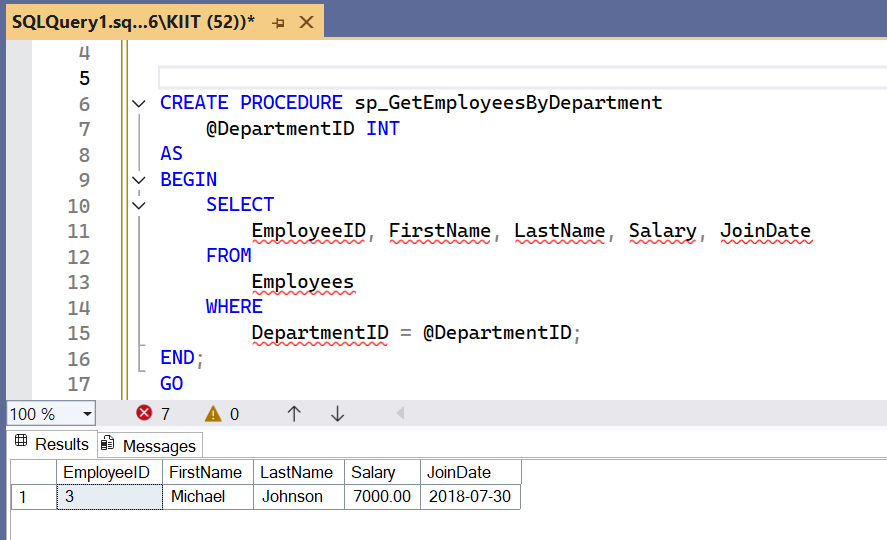 SQLQuery1.sq...6\KIIT (52))*
4
5
6 CREATE PROCEDURE sp_GetEmployeesByDepartment
7 @DepartmentID INT
8 AS
9 BEGIN
10 SELECT
11 EmployeeID, FirstName, LastName, Salary, JoinDate
12 FROM
13 Employees
14 WHERE
15 DepartmentID = @DepartmentID;
16 END;
17 GO
100 % 7 0
Results Messages
EmployeeID FirstName LastName Salary JoinDate
1 3 Michael Johnson 7000.00 2018-07-30